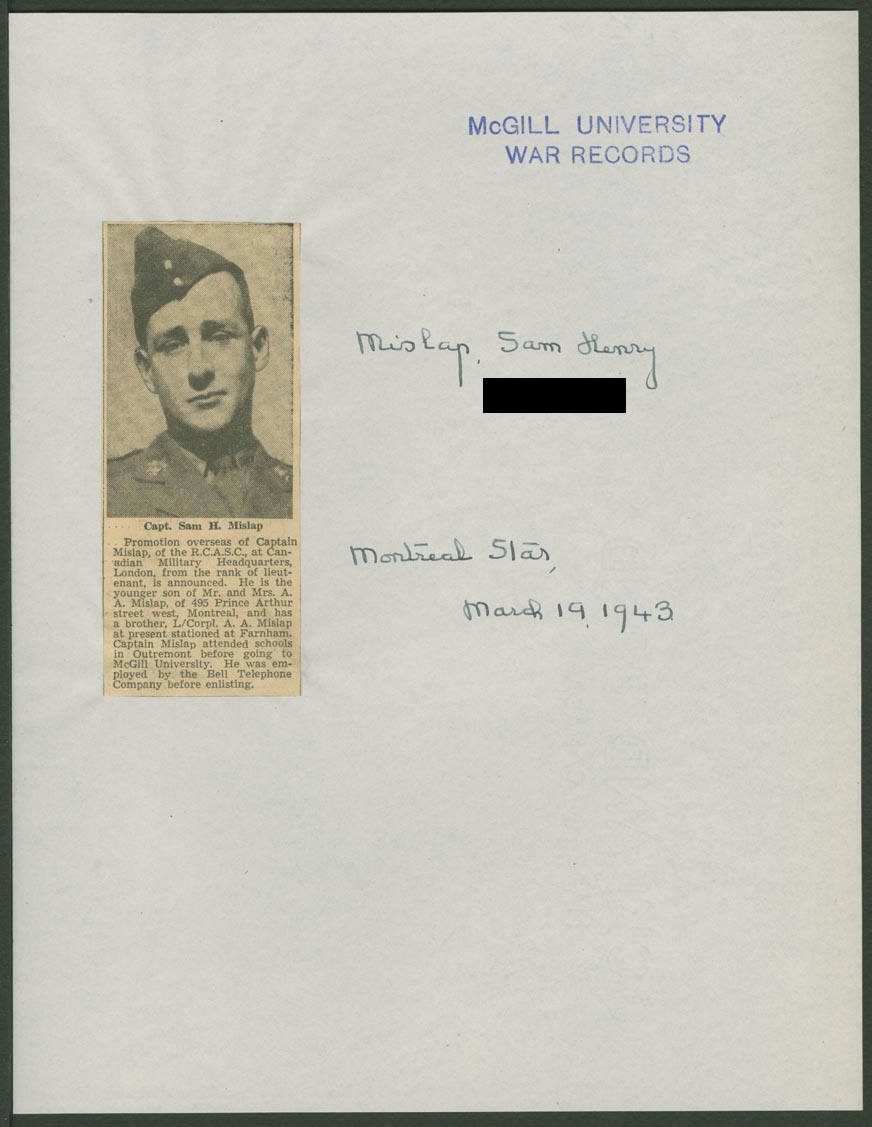 McGILL UNIVERSITY
WAR RECORDS
Mislap, Sam Henry
Montreal Star,
March 19, 1943
Capt. Sam H. Mislap
Promotion overseas of Captain
Mislap, of the R.C.A.S.C., at Can-
adian Military Headquarters,
London, from the rank of lieut-
enant, is announced. He is the
younger son of Mr. and Mrs. A.
A. Mislap, of 495 Prince Arthur
street west, Montreal, and has
a brother, L/Corpl. A. A. Mislap
at present stationed at Farnham.
Captain Mislap attended schools
in Outremont before going to
McGill University. He was em-
ployed by the Bell Telephone
Company before enlisting.